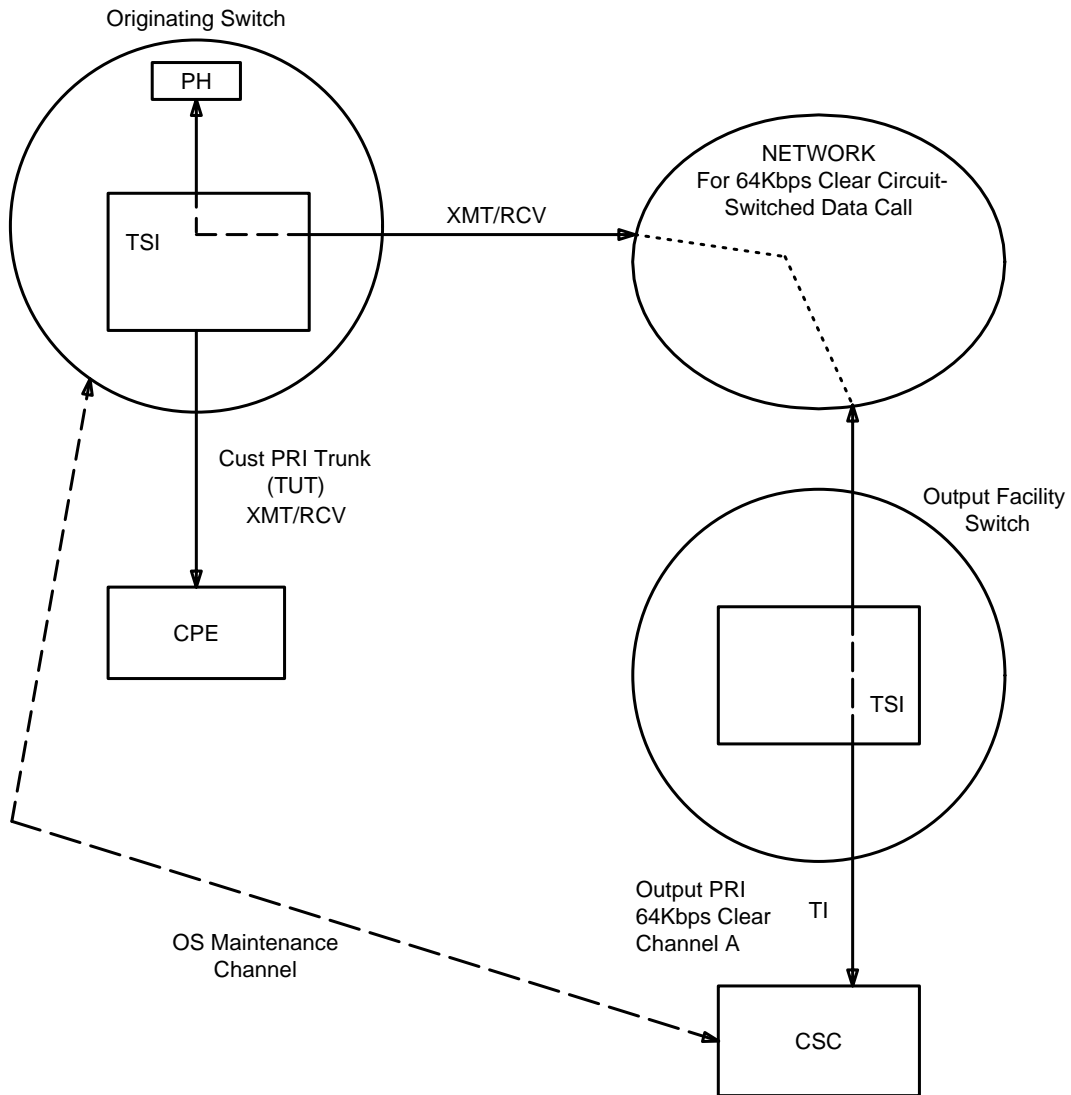 Originating Switch
PH
TSI
XMT/RCV
NETWORK
For 64Kbps Clear Circuit-
Switched Data Call
Cust PRI Trunk
(TUT)
XMT/RCV
CPE
Output Facility
Switch
TSI
Output PRI
64Kbps Clear
Channel A
TI
OS Maintenance
Channel
CSC